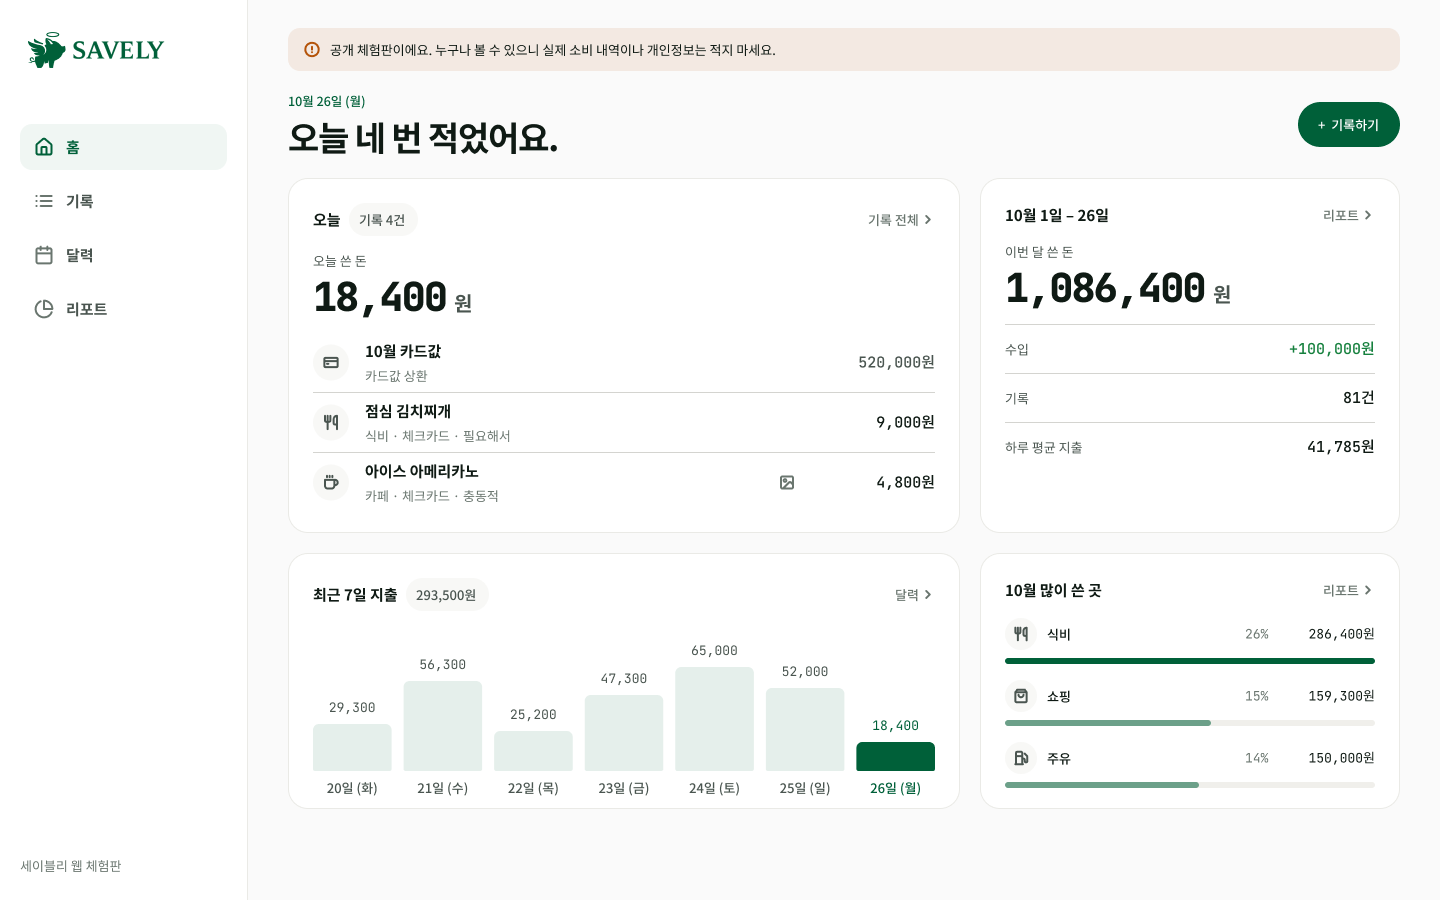 SAVELY
홈
기록
달력
리포트
세이블리 웹 체험판
공개 체험판이에요. 누구나 볼 수 있으니 실제 소비 내역이나 개인정보는 적지 마세요.
10월 26일 (월)
오늘 네 번 적었어요.
+ 기록하기
오늘 기록 4건 기록 전체
오늘 쓴 돈
18,400 원
10월 카드값
카드값 상환
520,000원
점심 김치찌개
식비 · 체크카드 · 필요해서
9,000원
아이스 아메리카노
카페 · 체크카드 · 충동적
4,800원
10월 1일 – 26일 리포트
이번 달 쓴 돈
1,086,400 원
수입 +100,000원
기록 81건
하루 평균 지출 41,785원
최근 7일 지출 293,500원 달력
29,300 56,300 25,200 47,300 65,000 52,000 18,400
20일 (화) 21일 (수) 22일 (목) 23일 (금) 24일 (토) 25일 (일) 26일 (월)
10월 많이 쓴 곳 리포트
식비 26% 286,400원
쇼핑 15% 159,300원
주유 14% 150,000원